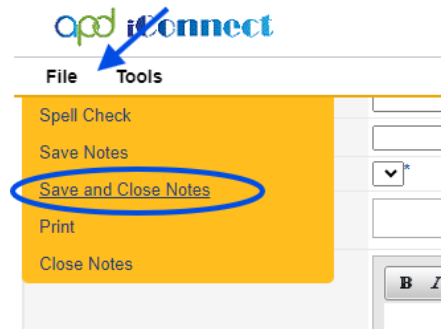 apd iConnect
File Tools
Spell Check
Save Notes
Save and Close Notes
*
Print
Close Notes
B I